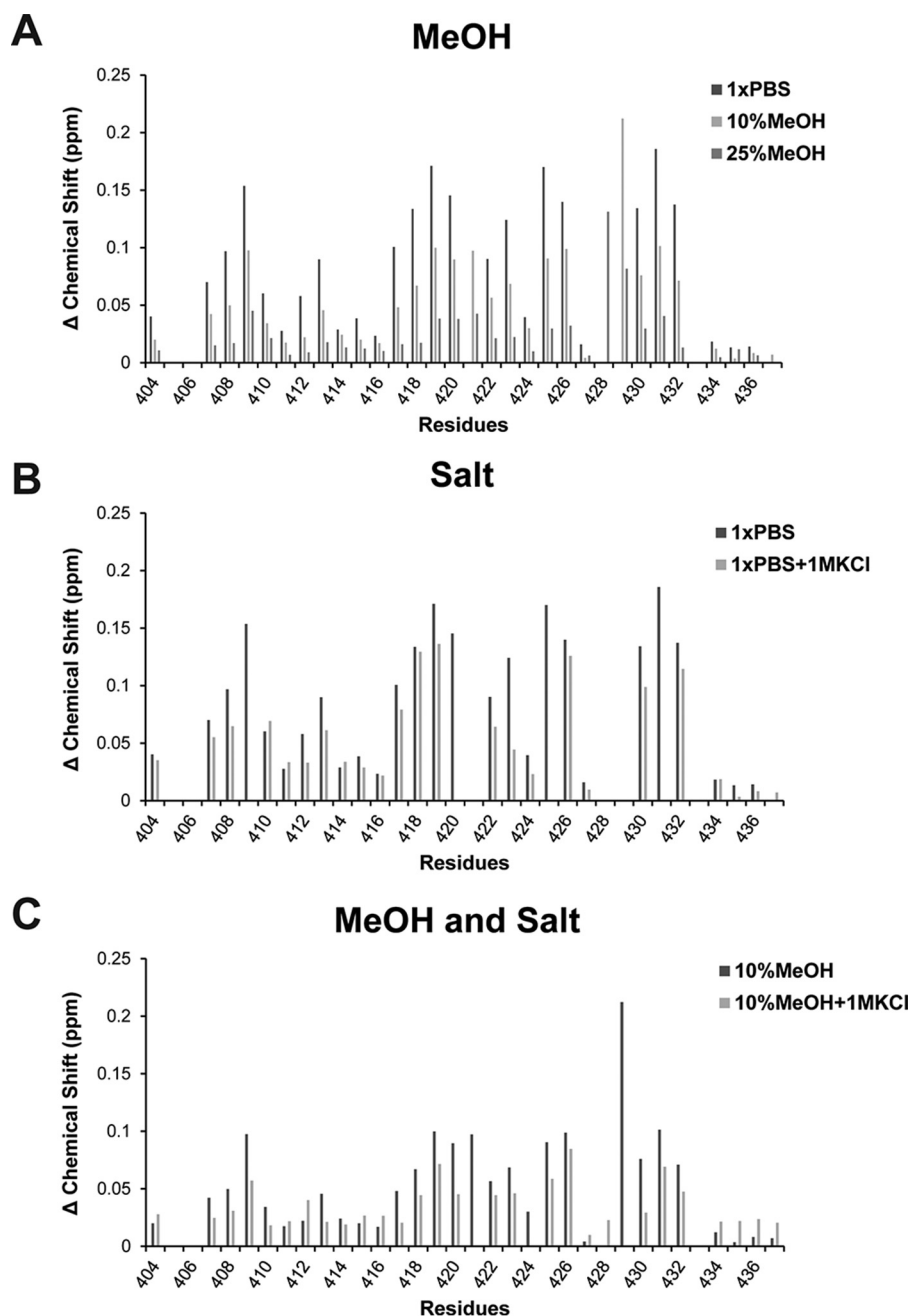 A
MeOH
0.25
0.2
0.15
0.1
0.05
0
Δ Chemical Shift (ppm)
1xPBS
10%MeOH
25%MeOH
404 406 408 410 412 414 416 418 420 422 424 426 428 430 432 434 436
Residues
B
Salt
0.25
0.2
0.15
0.1
0.05
0
Δ Chemical Shift (ppm)
1xPBS
1xPBS+1MKCl
404 406 408 410 412 414 416 418 420 422 424 426 428 430 432 434 436
Residues
C
MeOH and Salt
0.25
0.2
0.15
0.1
0.05
0
Δ Chemical Shift (ppm)
10%MeOH
10%MeOH+1MKCl
404 406 408 410 412 414 416 418 420 422 424 426 428 430 432 434 436
Residues